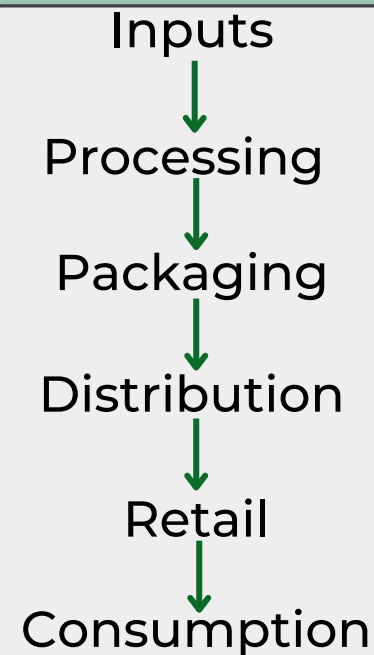 Inputs
Processing
Packaging
Distribution
Retail
Consumption